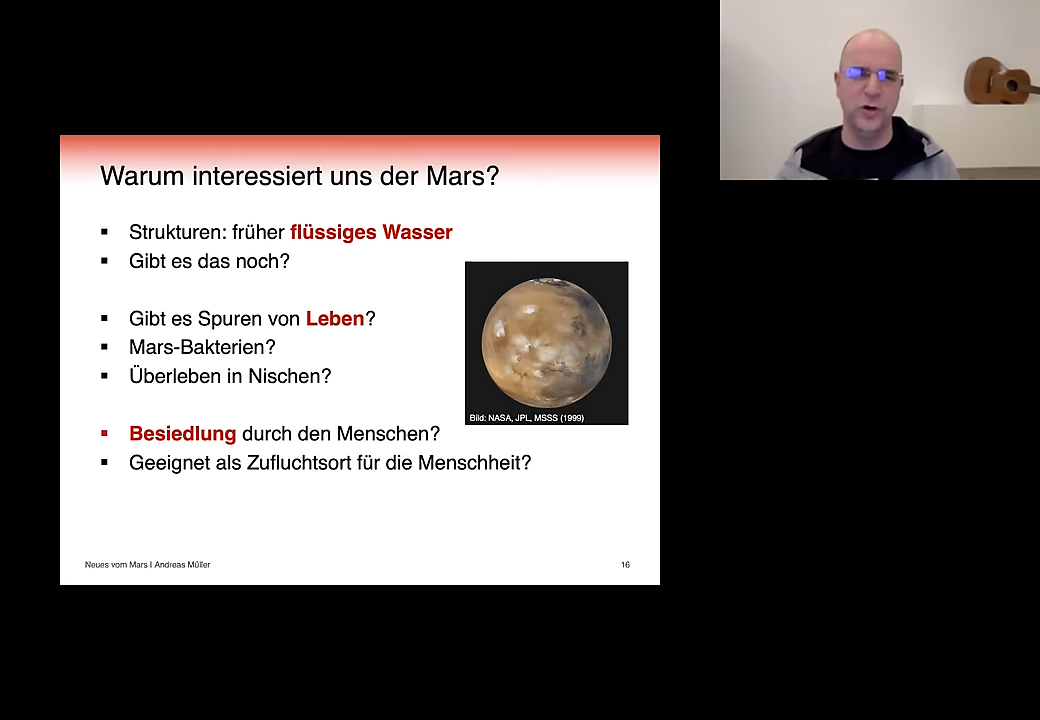 Warum interessiert uns der Mars?
▪ Strukturen: früher flüssiges Wasser
▪ Gibt es das noch?
▪ Gibt es Spuren von Leben?
▪ Mars-Bakterien?
▪ Überleben in Nischen?
Bild: NASA, JPL, MSSS (1999)
▪ Besiedlung durch den Menschen?
▪ Geeignet als Zufluchtsort für die Menschheit?
Neues vom Mars I Andreas Müller
16